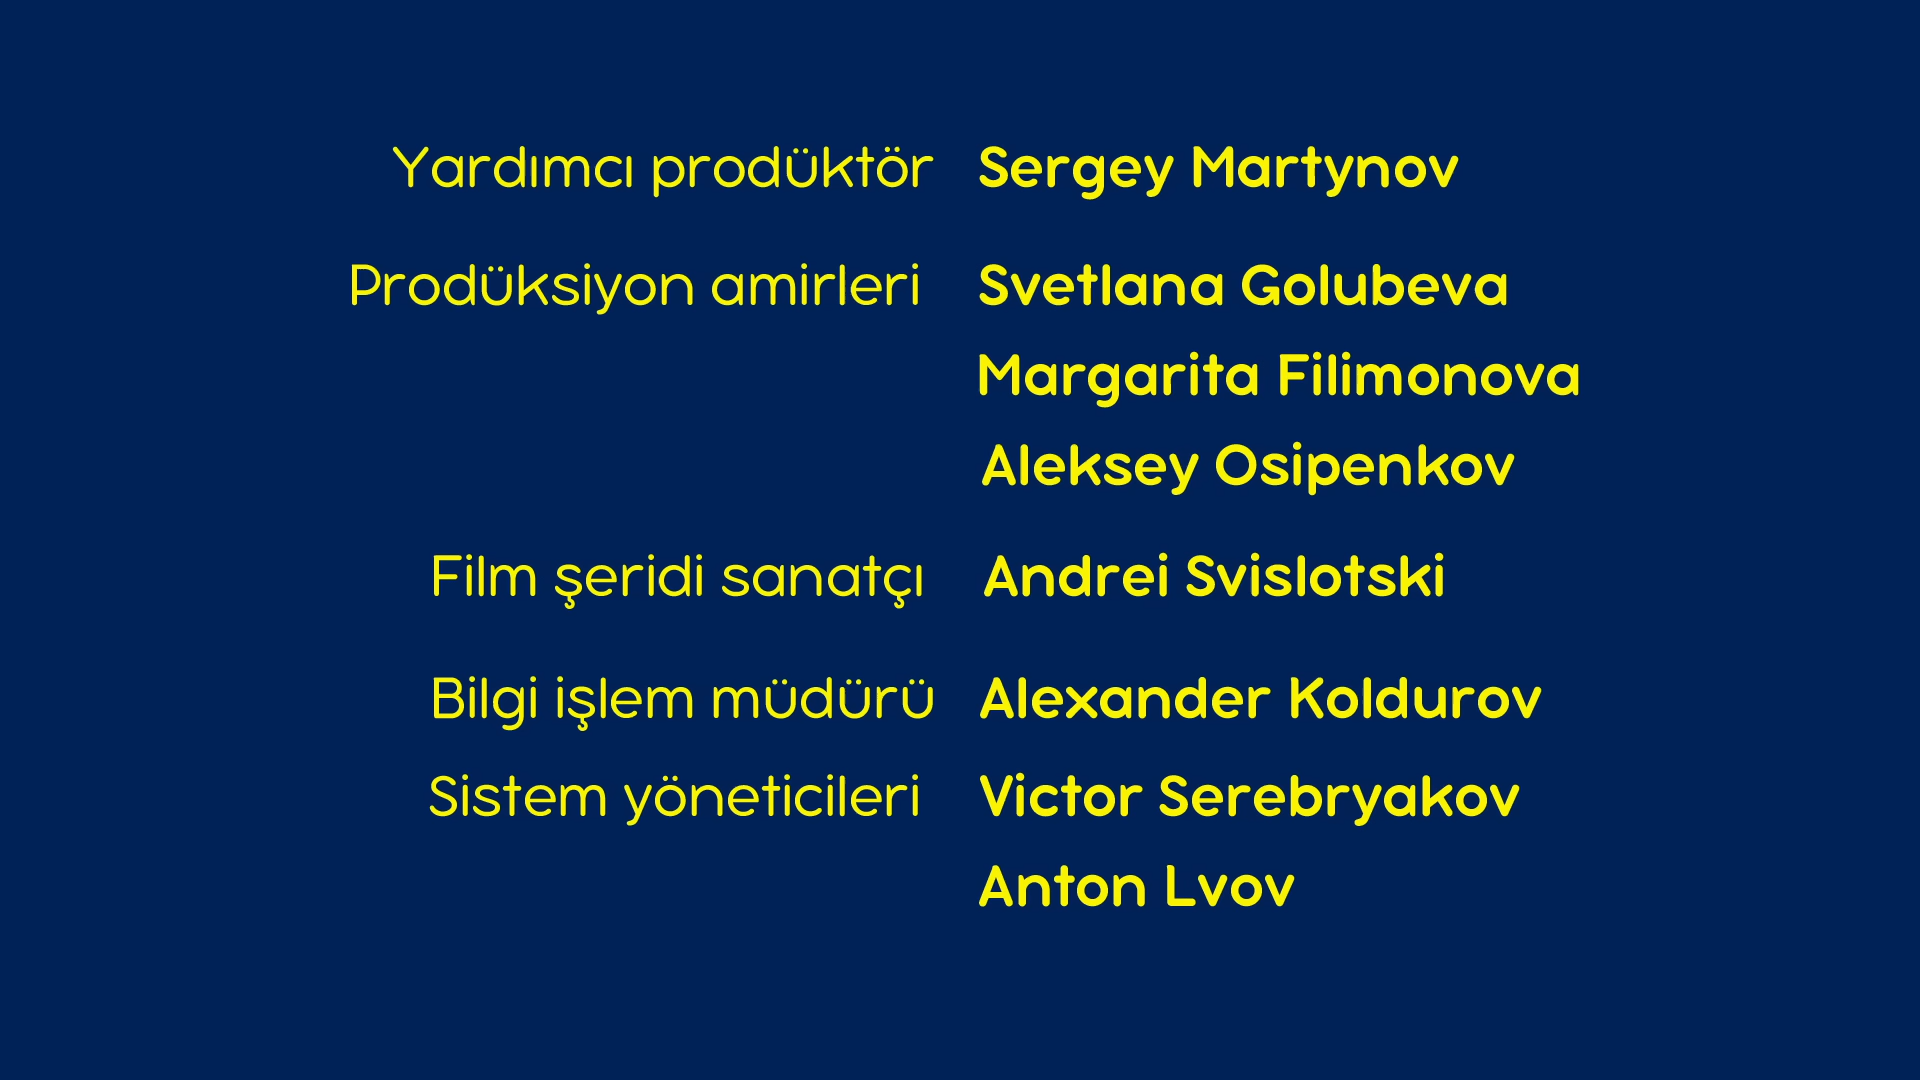 Yardımcı prodüktör Sergey Martynov
Prodüksiyon amirleri Svetlana Golubeva
Margarita Filimonova
Aleksey Osipenkov
Film şeridi sanatçı Andrei Svislotski
Bilgi işlem müdürü Alexander Koldurov
Sistem yöneticileri Victor Serebryakov
Anton Lvov